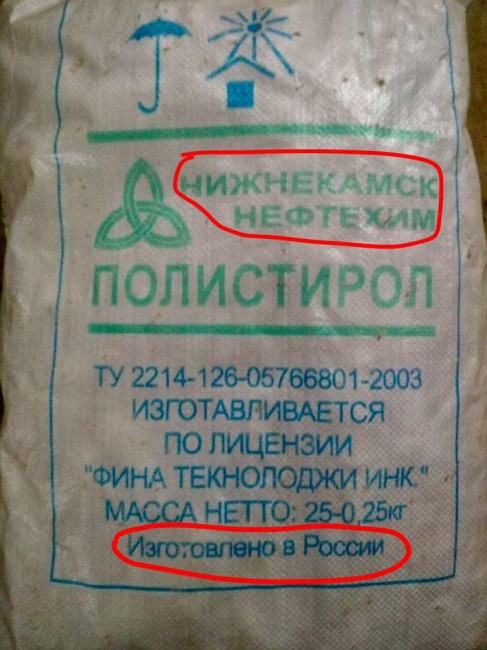 НИЖНЕКАМСК
НЕФТЕХИМ
ПОЛИСТИРОЛ
ТУ 2214-126-05766801-2003
ИЗГОТАВЛИВАЕТСЯ
ПО ЛИЦЕНЗИИ
"ФИНА ТЕКНОЛОДЖИ ИНК."
МАССА НЕТТО: 25-0,25кг
Изготовлено в России